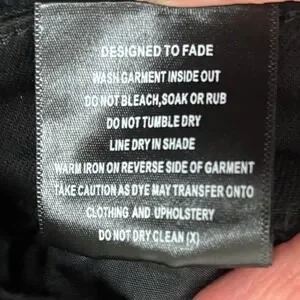 DESIGNED TO FADE
WASH GARMENT INSIDE OUT
DO NOT BLEACH,SOAK OR RUB
DO NOT TUMBLE DRY
LINE DRY IN SHADE
WARM IRON ON REVERSE SIDE OF GARMENT
TAKE CAUTION AS DYE MAY TRANSFER ONTO
CLOTHING AND UPHOLSTERY
DO NOT DRY CLEAN (X)